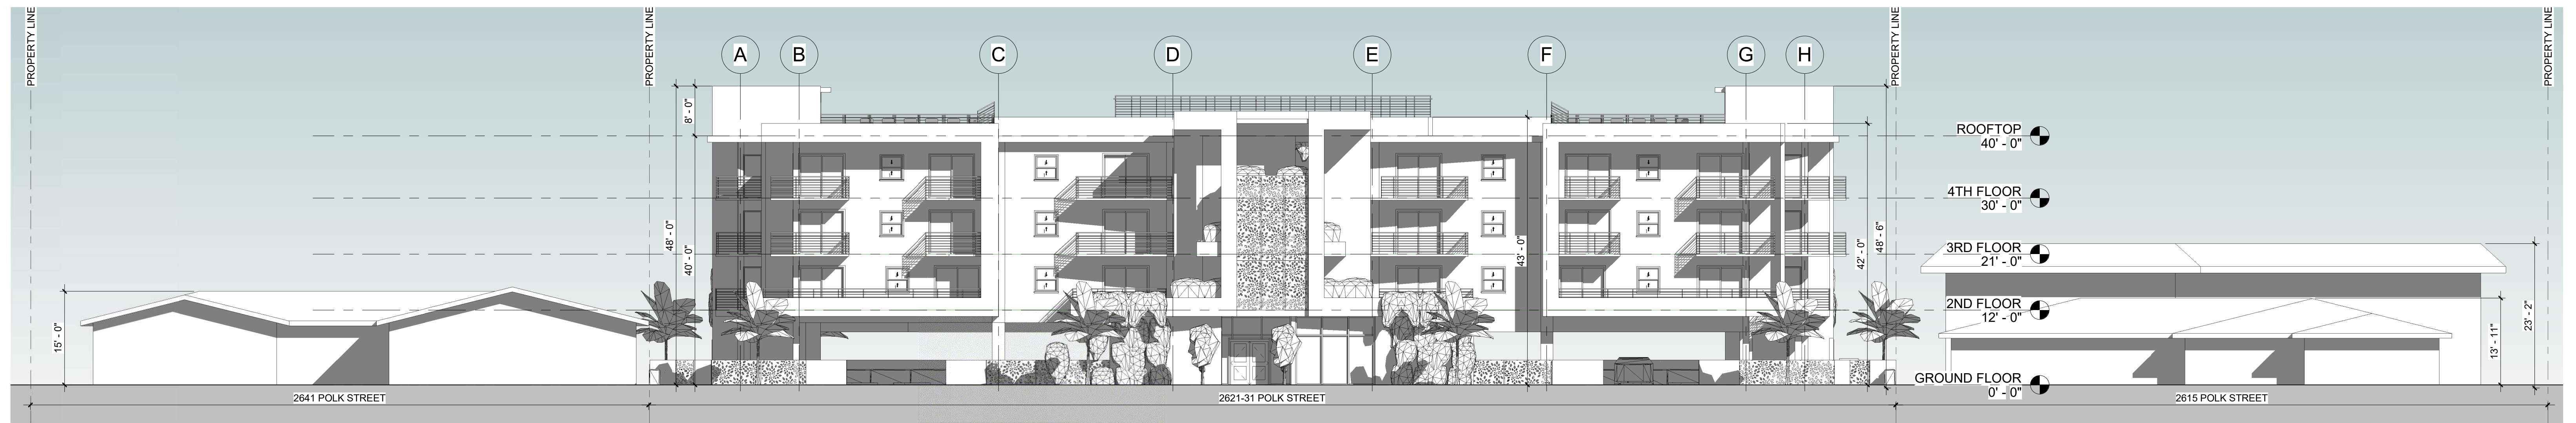 PROPERTY LINE
PROPERTY LINE
PROPERTY LINE
PROPERTY LINE
A
B
C
D
E
F
G
H
8' - 0"
48' - 0"
40' - 0"
43' - 0"
42' - 0"
48' - 6"
15' - 0"
ROOFTOP
40' - 0"
4TH FLOOR
30' - 0"
3RD FLOOR
21' - 0"
2ND FLOOR
12' - 0"
GROUND FLOOR
0' - 0"
13' - 11"
23' - 2"
2641 POLK STREET
2621-31 POLK STREET
2615 POLK STREET